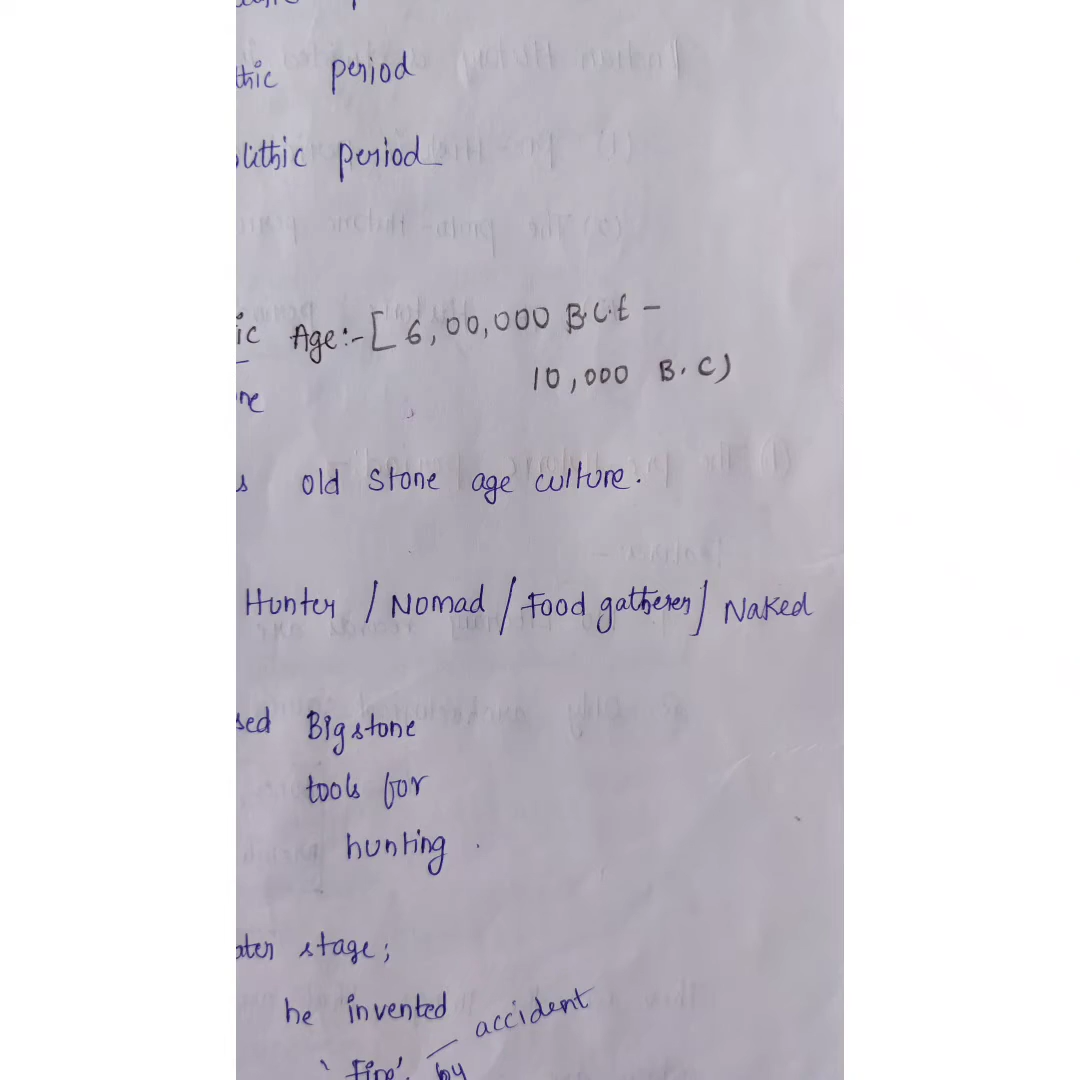 thic period
lithic period
ic Age:-[ 6,00,000 B.C.E -
10,000 B.C)
ne
s old stone age culture.
Hunter / Nomad / Food gatherer / Naked
sed Big stone
tools for
hunting .
ater stage;
he invented accident
'Fire'. by